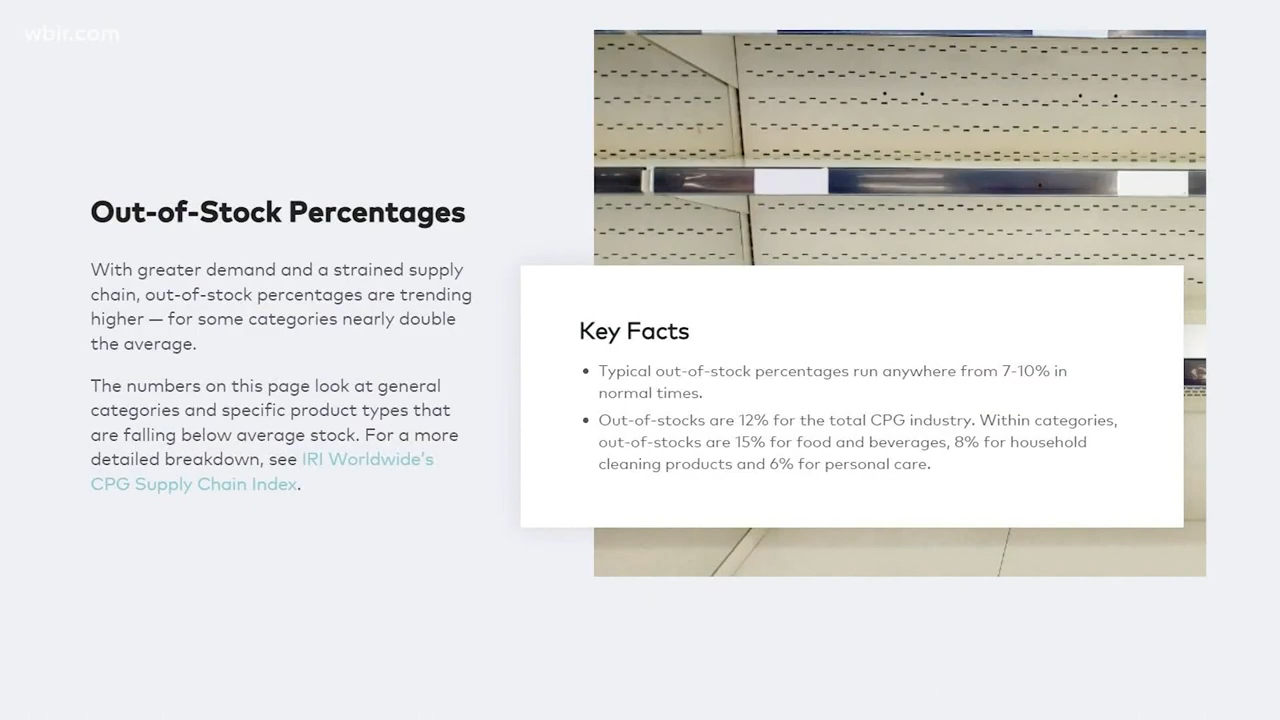 wbir.com
Out-of-Stock Percentages
With greater demand and a strained supply
chain, out-of-stock percentages are trending
higher — for some categories nearly double
the average.
The numbers on this page look at general
categories and specific product types that
are falling below average stock. For a more
detailed breakdown, see IRI Worldwide's
CPG Supply Chain Index.
Key Facts
• Typical out-of-stock percentages run anywhere from 7-10% in
normal times.
• Out-of-stocks are 12% for the total CPG industry. Within categories,
out-of-stocks are 15% for food and beverages, 8% for household
cleaning products and 6% for personal care.